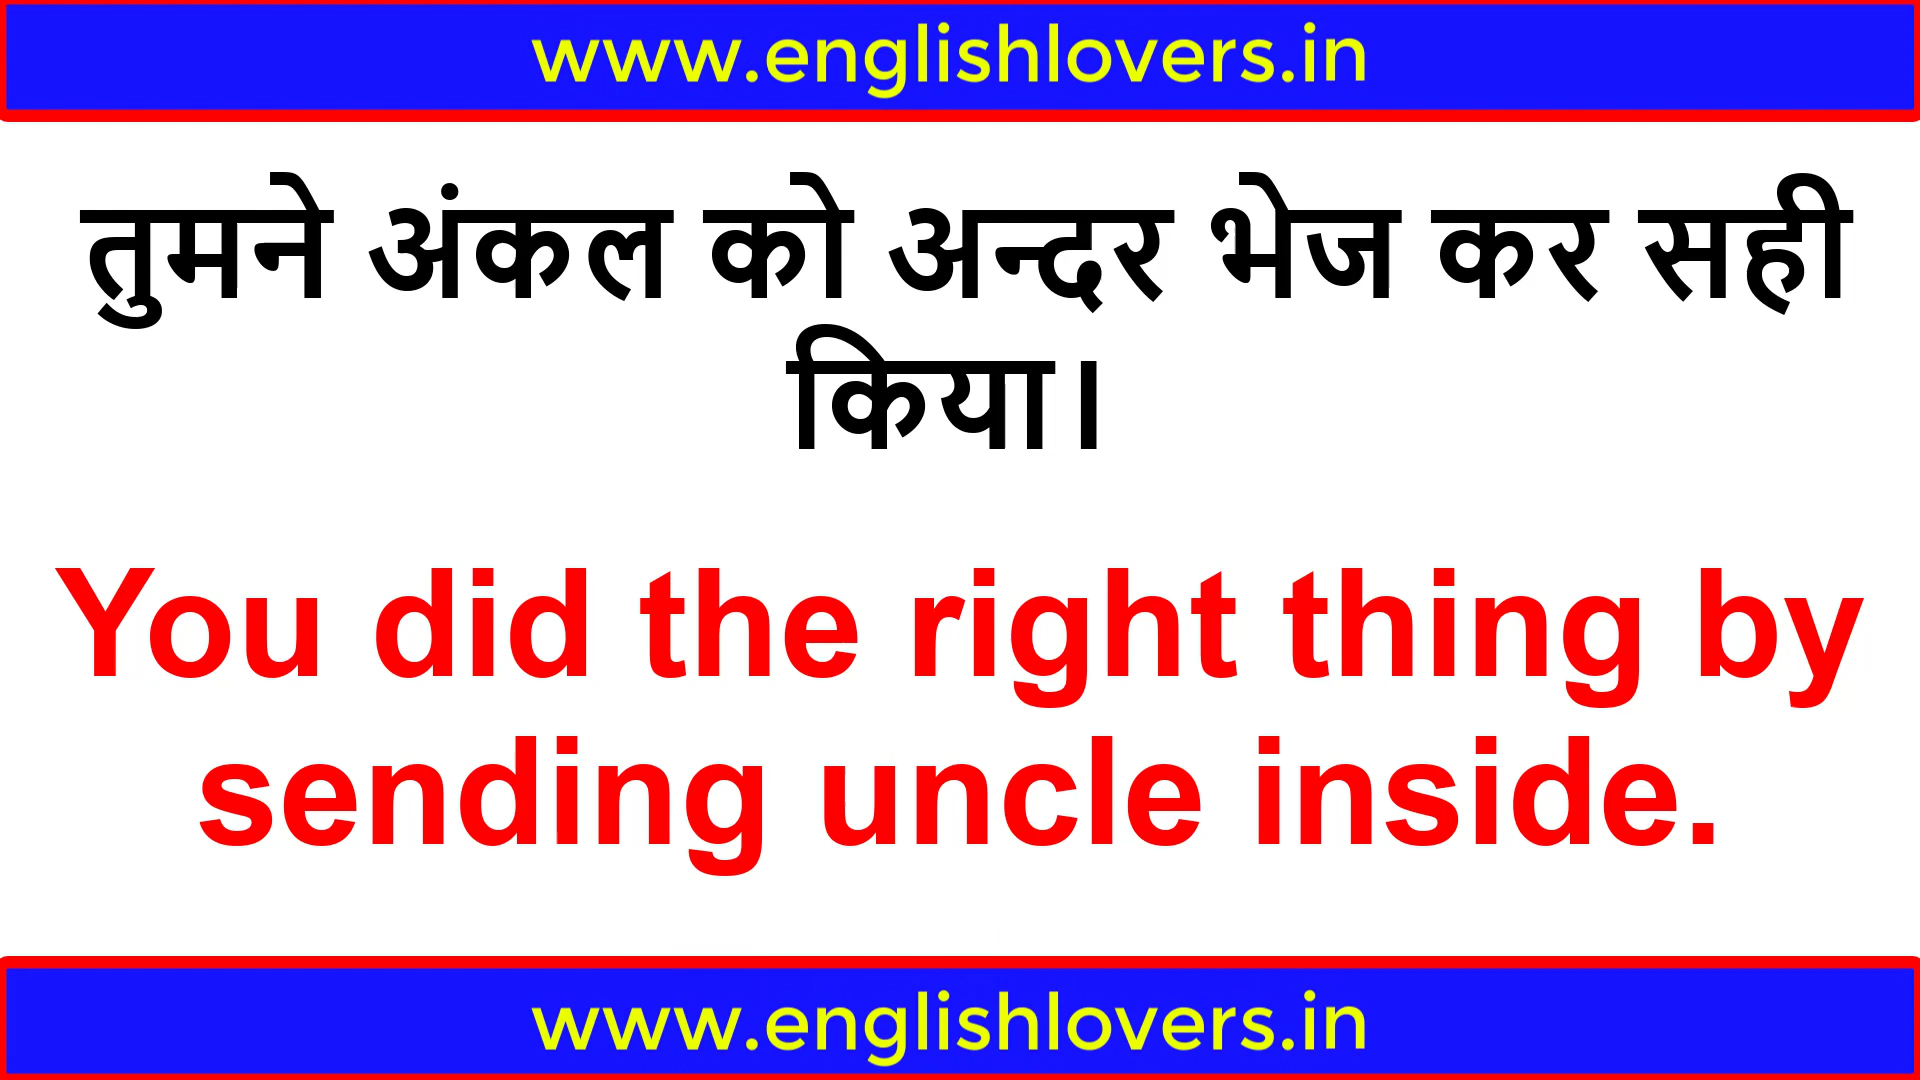 www.englishlovers.in
तुमने अंकल को अन्दर भेज कर सही
किया।
You did the right thing by
sending uncle inside.
www.englishlovers.in